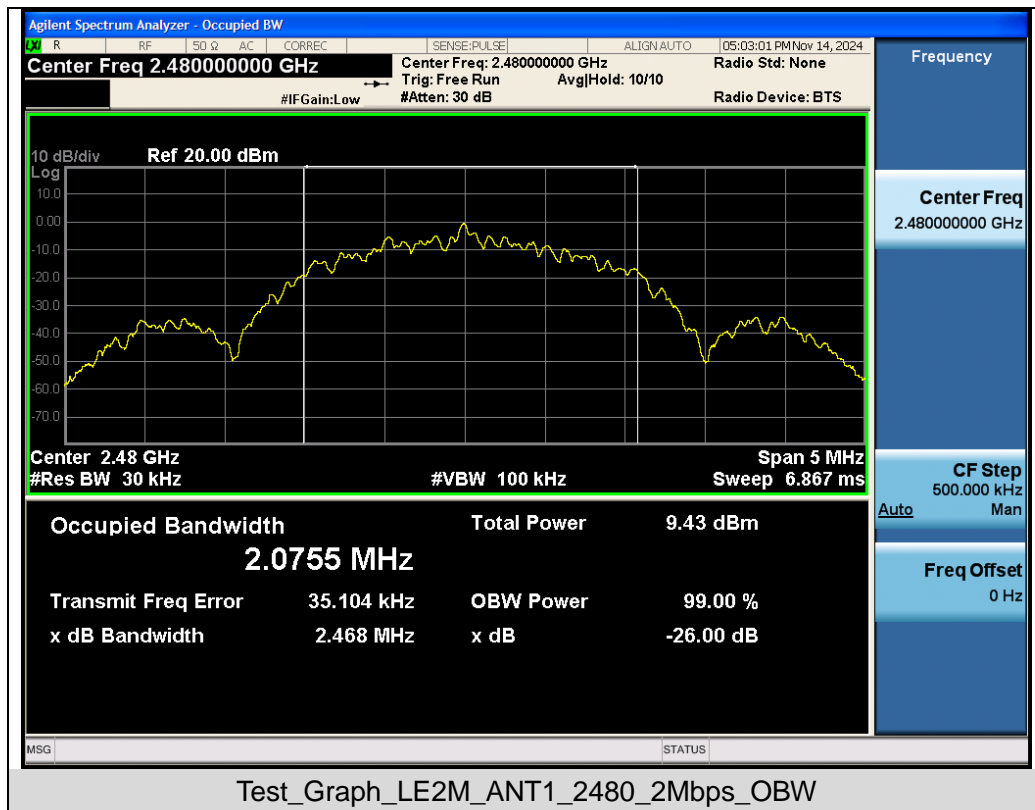 Agilent Spectrum Analyzer - Occupied BW
LXI R RF 50 Ω AC CORREC SENSE:PULSE ALIGN AUTO 05:03:01 PM Nov 14, 2024
Center Freq 2.480000000 GHz
Center Freq: 2.480000000 GHz
Radio Std: None
Trig: Free Run Avg|Hold: 10/10
#IFGain:Low
#Atten: 30 dB
Radio Device: BTS
10 dB/div Ref 20.00 dBm
Log
10.0
0.00
-10.0
-20.0
-30.0
-40.0
-50.0
-60.0
-70.0
Center 2.48 GHz Span 5 MHz
#Res BW 30 kHz #VBW 100 kHz Sweep 6.867 ms
Occupied Bandwidth Total Power 9.43 dBm
2.0755 MHz
Transmit Freq Error 35.104 kHz OBW Power 99.00 %
x dB Bandwidth 2.468 MHz x dB -26.00 dB
MSG STATUS
Frequency
Center Freq
2.480000000 GHz
CF Step
500.000 kHz
Auto Man
Freq Offset
0 Hz
Test_Graph_LE2M_ANT1_2480_2Mbps_OBW